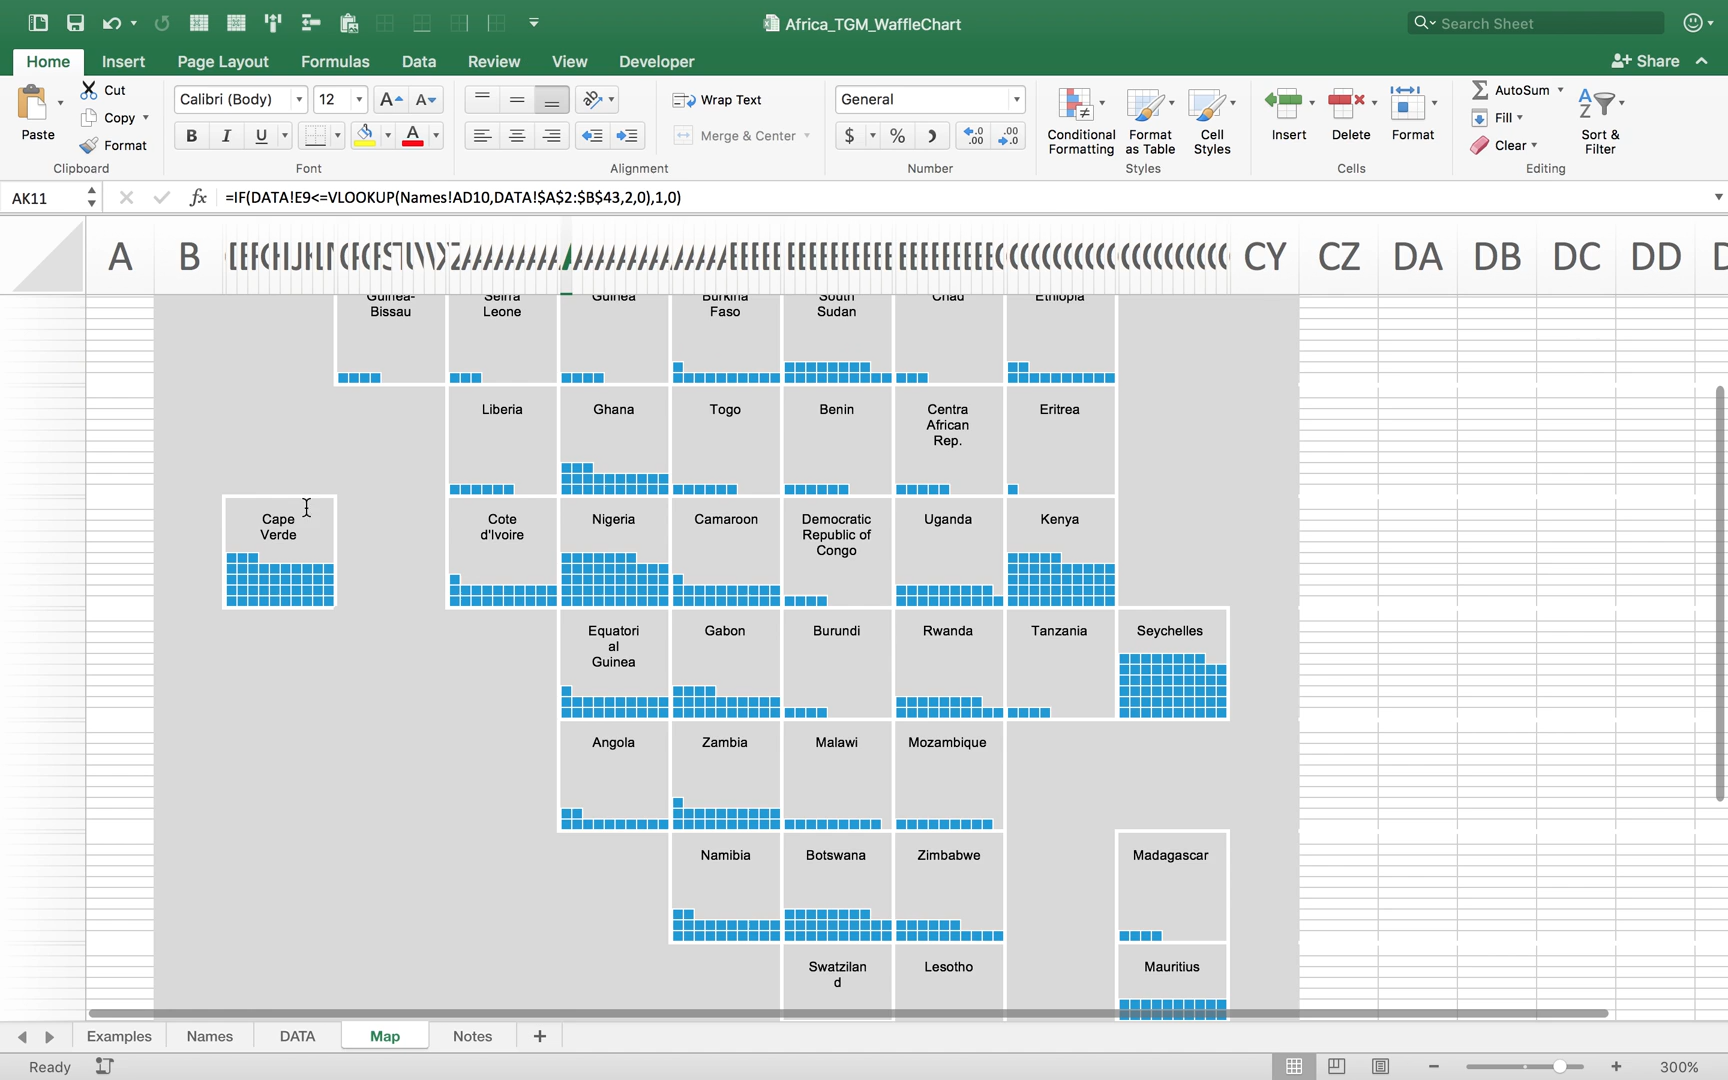 Africa_TGM_WaffleChart
Search Sheet
Home Insert Page Layout Formulas Data Review View Developer
Share
Paste
Cut
Copy
Format
Clipboard
Calibri (Body) 12
A A
B I U A
Font
Wrap Text
Merge & Center
Alignment
General
$ % )
.0 .00
.00 .0
Number
Conditional Formatting
Format as Table
Cell Styles
Styles
Insert Delete Format
Cells
AutoSum
Fill
Clear
Sort & Filter
Editing
AK11 fx =IF(DATA!E9<=VLOOKUP(Names!AD10,DATA!$A$2:$B$43,2,0),1,0)
A B CY CZ DA DB DC DD
Guinea-
Bissau
Seirra
Leone
Guinea
Burkina
Faso
South
Sudan
Chad
Ethiopia
Liberia
Ghana
Togo
Benin
Centra
African
Rep.
Eritrea
Cape
Verde
Cote
d'Ivoire
Nigeria
Camaroon
Democratic
Republic of
Congo
Uganda
Kenya
Equatori
al
Guinea
Gabon
Burundi
Rwanda
Tanzania
Seychelles
Angola
Zambia
Malawi
Mozambique
Namibia
Botswana
Zimbabwe
Madagascar
Swatzilan
d
Lesotho
Mauritius
Examples Names DATA Map Notes +
Ready
300%